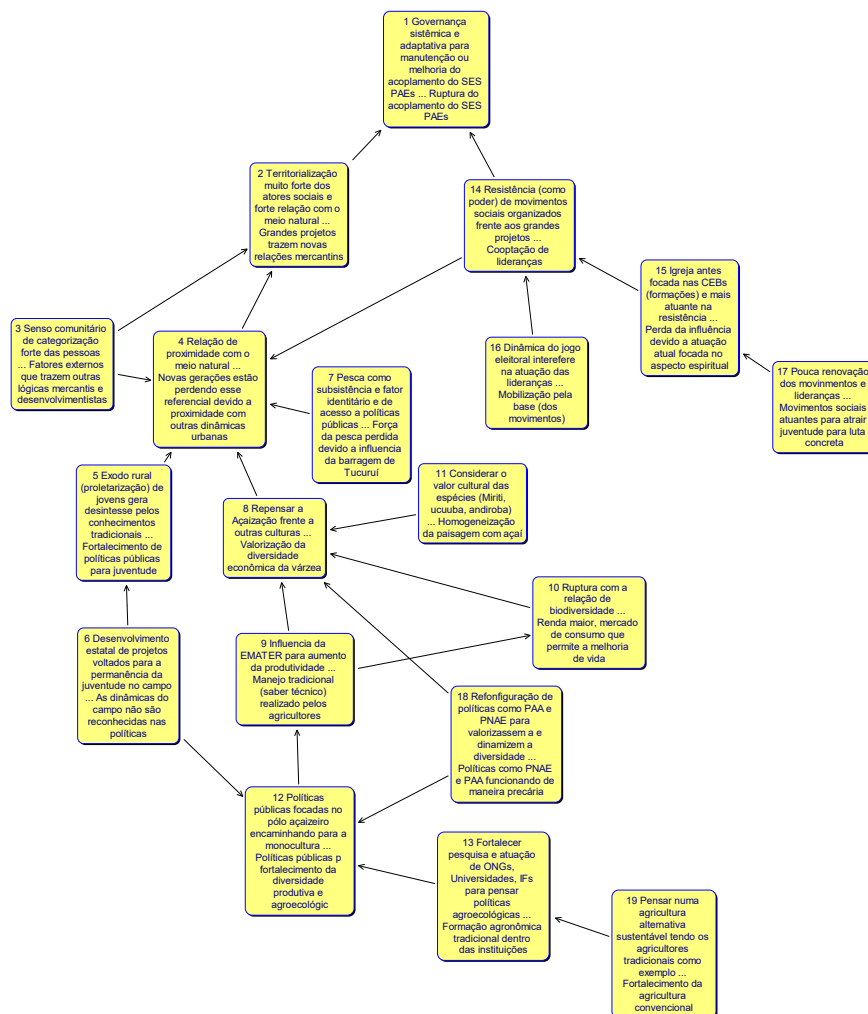 1 Governança
sistêmica e
adaptativa para
manutenção ou
melhoria do
acoplamento do SES
PAEs ... Ruptura do
acoplamento do SES
PAEs
2 Territorialização
muito forte dos
atores sociais e
forte relação com o
meio natural ...
Grandes projetos
trazem novas
relações mercantins
14 Resistência (como
poder) de movimentos
sociais organizados
frente aos grandes
projetos ...
Cooptação de
lideranças
15 Igreja antes
focada nas CEBs
(formações) e mais
atuante na
resistência ...
Perda da influência
devido a atuação
atual focada no
aspecto espiritual
3 Senso comunitário
de categorização
forte das pessoas
... Fatores externos
que trazem outras
lógicas mercantis e
desenvolvimentistas
4 Relação de
proximidade com o
meio natural ...
Novas gerações estão
perdendo esse
referencial devido a
proximidade com
outras dinâmicas
urbanas
16 Dinâmica do jogo
eleitoral interefere
na atuação das
lideranças ...
Mobilização pela
base (dos
movimentos)
17 Pouca renovação
dos movinmentos e
lideranças ...
Movimentos sociais
atuantes para atrair
juventude para luta
concreta
7 Pesca como
subsistência e fator
identitário e de
acesso a políticas
públicas ... Força
da pesca perdida
devido a influencia
da barragem de
Tucuruí
5 Exodo rural
(proletarização) de
jovens gera
desintesse pelos
conhecimentos
tradicionais ...
Fortalecimento de
políticas públicas
para juventude
11 Considerar o
valor cultural das
espécies (Miriti,
ucuuba, andiroba)
... Homogeneização
da paisagem com açaí
8 Repensar a
Açaização frente a
outras culturas ...
Valorização da
diversidade
econômica da várzea
10 Ruptura com a
relação de
biodiversidade ...
Renda maior, mercado
de consumo que
permite a melhoria
de vida
6 Desenvolvimento
estatal de projetos
voltados para a
permanência da
juventude no campo
... As dinâmicas do
campo não são
reconhecidas nas
políticas
9 Influencia da
EMATER para aumento
da produtividade ...
Manejo tradicional
(saber técnico)
realizado pelos
agricultores
18 Refonfiguração de
políticas como PAA e
PNAE para
valorizassem a e
dinamizem a
diversidade ...
Políticas como PNAE
e PAA funcionando de
maneira precária
12 Políticas
públicas focadas no
pólo açaizeiro
encaminhando para a
monocultura ...
Políticas públicas p
fortalecimento da
diversidade
produtiva e
agroecológic
13 Fortalecer
pesquisa e atuação
de ONGs,
Universidades, IFs
para pensar
políticas
agroecológicas ...
Formação agronômica
tradicional dentro
das instituições
19 Pensar numa
agricultura
alternativa
sustentável tendo os
agricultores
tradicionais como
exemplo ...
Fortalecimento da
agricultura
convencional